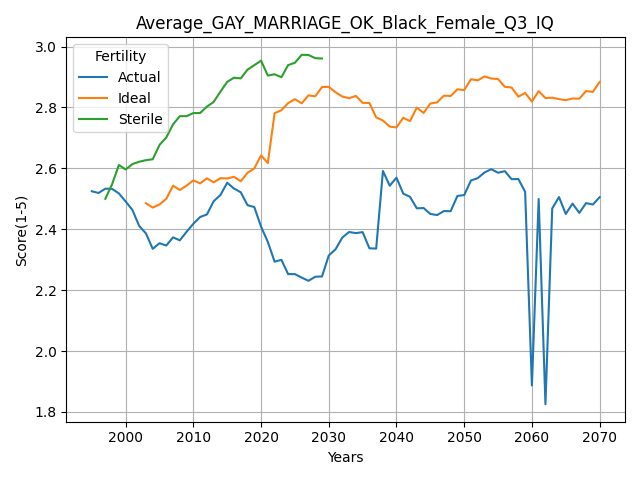 Average_GAY_MARRIAGE_OK_Black_Female_Q3_IQ
Fertility
Actual
Ideal
Sterile
Score(1-5)
3.0
2.8
2.6
2.4
2.2
2.0
1.8
2000 2010 2020 2030 2040 2050 2060 2070
Years